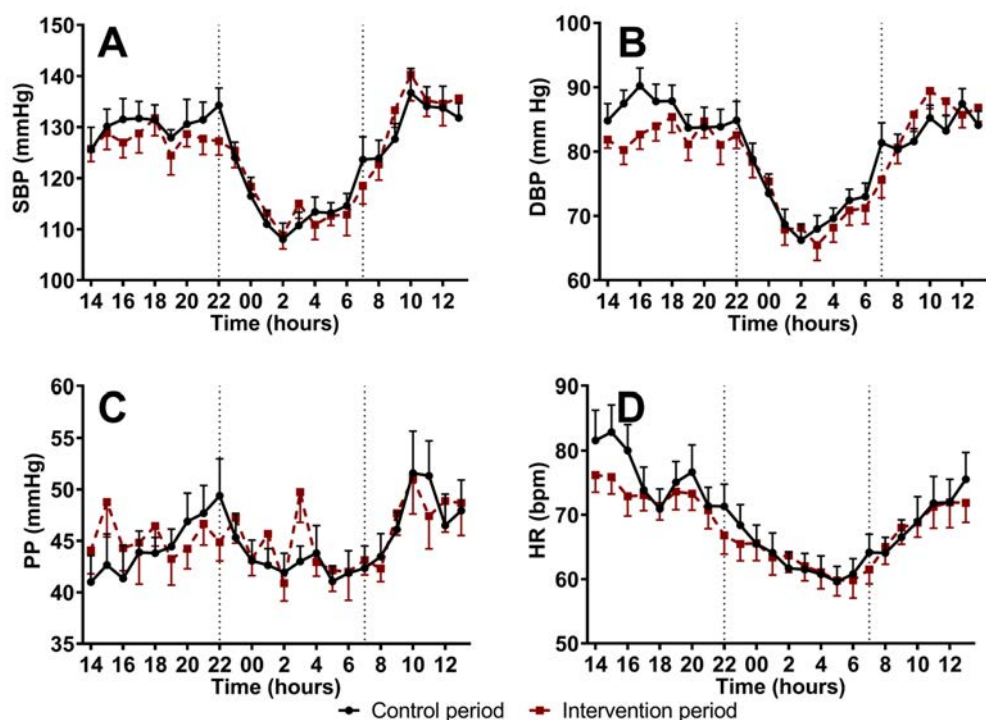 A
SBP (mmHg)
150
140
130
120
110
100
14 16 18 20 22 00 2 4 6 8 10 12
Time (hours)
B
DBP (mm Hg)
100
90
80
70
60
14 16 18 20 22 00 2 4 6 8 10 12
Time (hours)
C
PP (mmHg)
60
55
50
45
40
35
14 16 18 20 22 00 2 4 6 8 10 12
Time (hours)
D
HR (bpm)
90
80
70
60
50
14 16 18 20 22 00 2 4 6 8 10 12
Time (hours)
Control period Intervention period